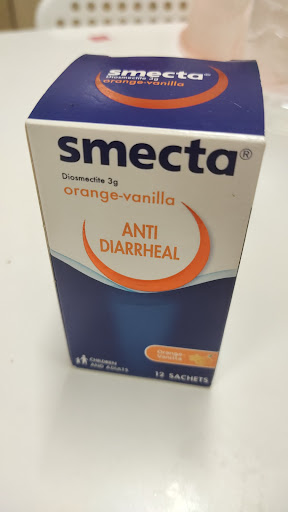 smecta®
Diosmectite 3g
orange-vanilla
smecta®
Diosmectite 3g
orange-vanilla
ANTI
DIARRHEAL
Orange-
Vanilla
CHILDREN
AND ADULTS
12 SACHETS